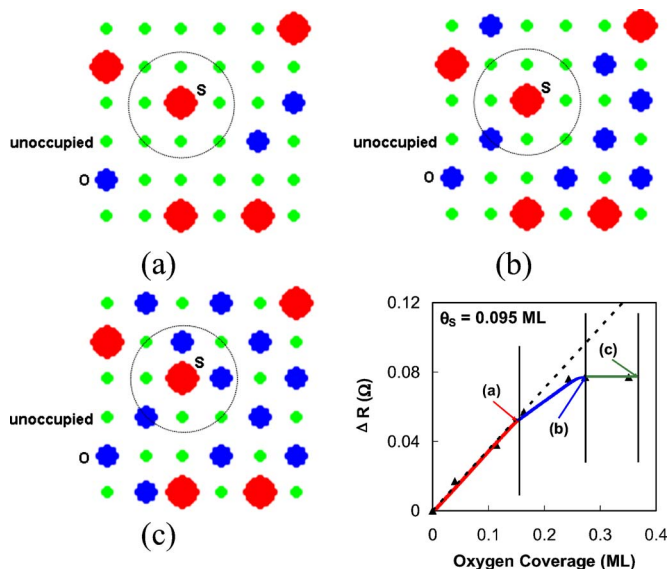 S
unoccupied
O
(a)
S
unoccupied
O
(b)
S
unoccupied
O
(c)
0.12
θS = 0.095 ML
(c)
0.08
(a)
(b)
0.04
0
Δ R (Ω)
0 0.1 0.2 0.3 0.4
Oxygen Coverage (ML)